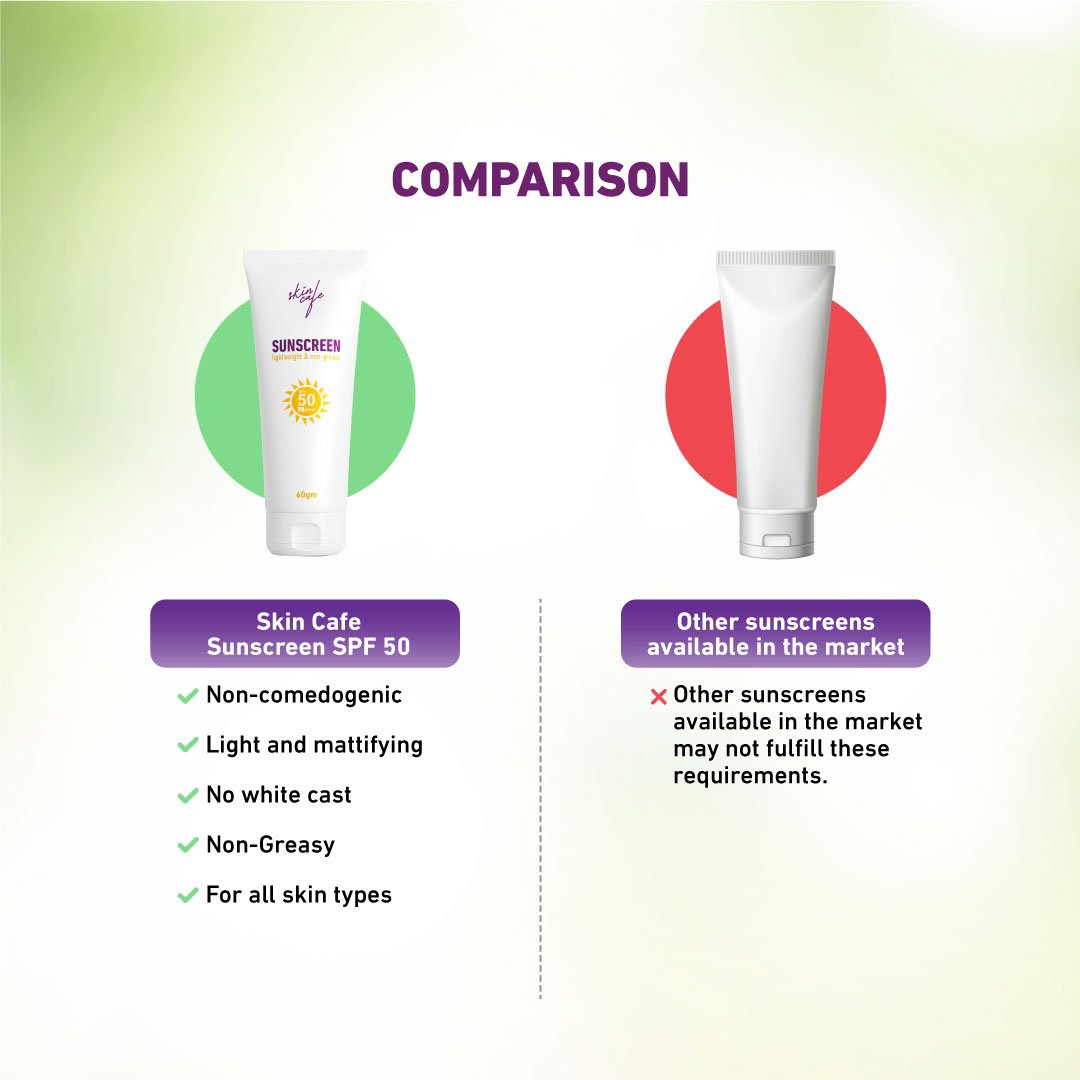 COMPARISON
skin
cafe
SUNSCREEN
lightweight & non-greasy
SPF
50
PA+++
60gm
Skin Cafe
Sunscreen SPF 50
Non-comedogenic
Light and mattifying
No white cast
Non-Greasy
For all skin types
Other sunscreens
available in the market
Other sunscreens
available in the market
may not fulfill these
requirements.